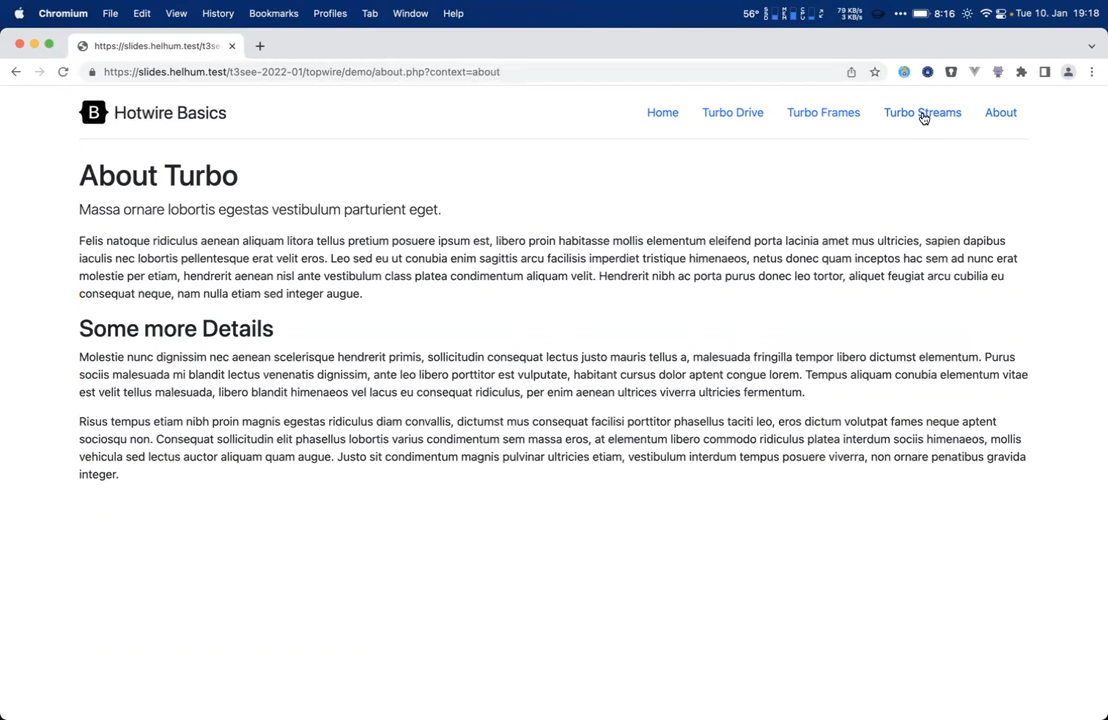 Chromium File Edit View History Bookmarks Profiles Tab Window Help 56° 79 KB/s 3 KB/s 8:16 Tue 10. Jan 19:18
https://slides.helhum.test/t3se
https://slides.helhum.test/t3see-2022-01/topwire/demo/about.php?context=about
B Hotwire Basics Home Turbo Drive Turbo Frames Turbo Streams About
About Turbo
Massa ornare lobortis egestas vestibulum parturient eget.
Felis natoque ridiculus aenean aliquam litora tellus pretium posuere ipsum est, libero proin habitasse mollis elementum eleifend porta lacinia amet mus ultricies, sapien dapibus
iaculis nec lobortis pellentesque erat velit eros. Leo sed eu ut conubia enim sagittis arcu facilisis imperdiet tristique himenaeos, netus donec quam inceptos hac sem ad nunc erat
molestie per etiam, hendrerit aenean nisl ante vestibulum class platea condimentum aliquam velit. Hendrerit nibh ac porta purus donec leo tortor, aliquet feugiat arcu cubilia eu
consequat neque, nam nulla etiam sed integer augue.
Some more Details
Molestie nunc dignissim nec aenean scelerisque hendrerit primis, sollicitudin consequat lectus justo mauris tellus a, malesuada fringilla tempor libero dictumst elementum. Purus
sociis malesuada mi blandit lectus venenatis dignissim, ante leo libero porttitor est vulputate, habitant cursus dolor aptent congue lorem. Tempus aliquam conubia elementum vitae
est velit tellus malesuada, libero blandit himenaeos vel lacus eu consequat ridiculus, per enim aenean ultrices viverra ultricies fermentum.
Risus tempus etiam nibh proin magnis egestas ridiculus diam convallis, dictumst mus consequat facilisi porttitor phasellus taciti leo, eros dictum volutpat fames neque aptent
sociosqu non. Consequat sollicitudin elit phasellus lobortis varius condimentum sem massa eros, at elementum libero commodo ridiculus platea interdum sociis himenaeos, mollis
vehicula sed lectus auctor aliquam quam augue. Justo sit condimentum magnis pulvinar ultricies etiam, vestibulum interdum tempus posuere viverra, non ornare penatibus gravida
integer.